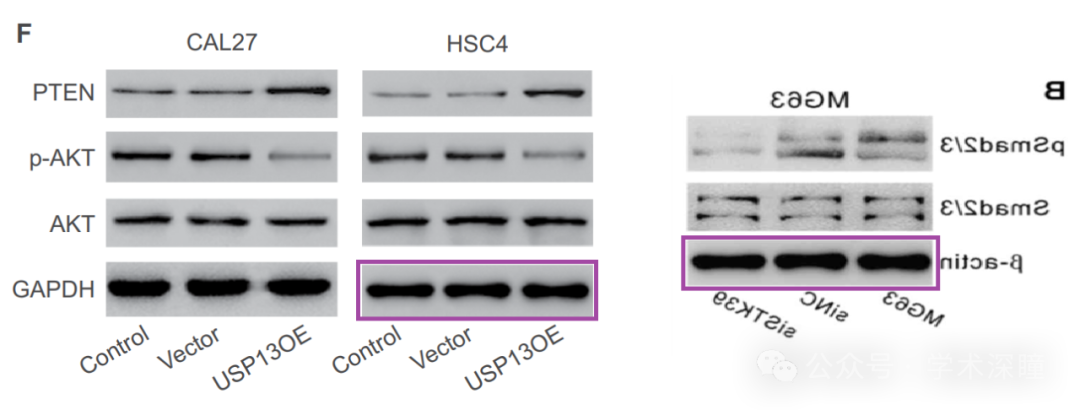 F
CAL27
HSC4
PTEN
p-AKT
AKT
GAPDH
Control
Vector
USP13OE
Control
Vector
USP13OE
B
MG63
pSmad2/3
Smad2/3
β-actin
siSTK39
siNC
MG63
公众号 · 学术深瞳